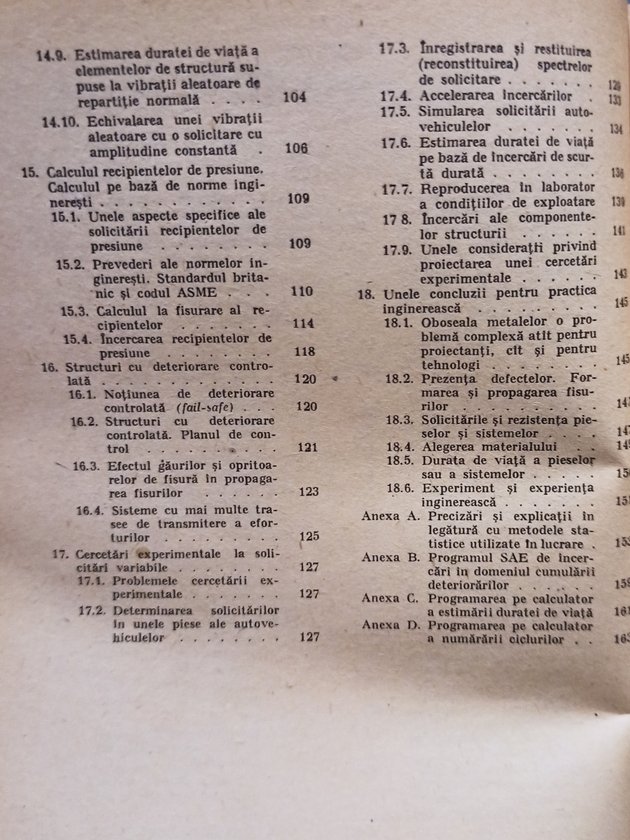 14.9. Estimarea duratei de viață a
elementelor de structură su-
puse la vibrații aleatoare de
repartiție normală . . . . 104
14.10. Echivalarea unei vibrații
aleatoare cu o solicitare cu
amplitudine constantă . 106
15. Calculul recipientelor de presiune.
Calculul pe bază de norme ingi-
nerești . . . . . . . . . . . . 109
15.1. Unele aspecte specifice ale
solicitării recipientelor de
presiune . . . . . . . . 109
15.2. Prevederi ale normelor in-
ginerești. Standardul brita-
nic și codul ASME . . . 110
15.3. Calculul la fisurare al re-
cipientelor . . . . . . . 114
15.4. Încercarea recipientelor de
presiune . . . . . . . . 118
16. Structuri cu deteriorare contro-
lată . . . . . . . . . . . . . 120
16.1. Noțiunea de deteriorare
controlată (fail-safe) . . . 120
16.2. Structuri cu deteriorare
controlată. Planul de con-
trol . . . . . . . . . . 121
16.3. Efectul găurilor și opritoa-
relor de fisură în propaga-
rea fisurilor . . . . . . 123
16.4. Sisteme cu mai multe tra-
see de transmitere a efor-
turilor . . . . . . . . . 125
17. Cercetări experimentale la soli-
citări variabile . . . . . . . . 127
17.1. Problemele cercetării ex-
perimentale . . . . . . . 127
17.2. Determinarea solicitărilor
în unele piese ale autove-
hiculelor . . . . . . . . 127
17.3. Înregistrarea și restituirea
(reconstituirea) spectrelor
de solicitare . . . . . . .
17.4. Accelerarea încercărilor . 133
17.5. Simularea solicitării auto-
vehiculelor . . . . . . . 134
17.6. Estimarea duratei de viață
pe bază de încercări de scur-
tă durată . . . . . . . . 138
17.7. Reproducerea în laborator
a condițiilor de exploatare 139
17 8. Încercări ale componente-
lor structurii . . . . . . 141
17.9. Unele considerații privind
proiectarea unei cercetări
experimentale . . . . . . . 143
18. Unele concluzii pentru practica
inginerească . . . . . . . . . 145
18.1. Oboseala metalelor o pro-
blemă complexă atît pentru
proiectanți, cît și pentru
tehnologi . . . . . . . . 145
18.2. Prezența defectelor. For-
marea și propagarea fisu-
rilor . . . . . . . . . .
18.3. Solicitările și rezistența pie-
selor și sistemelor . . . .
18.4. Alegerea materialului . .
18.5. Durata de viață a pieselor
sau a sistemelor . . . . .
18.6. Experiment și experiența
inginerească . . . . . . .
Anexa A. Precizări și explicații în
legătură cu metodele sta-
tistice utilizate în lucrare .
Anexa B. Programul SAE de încer-
cări în domeniul cumulării
deteriorărilor . . . . . .
Anexa C. Programarea pe calculator
a estimării duratei de viață
Anexa D. Programarea pe calculator
a numărării ciclurilor . .